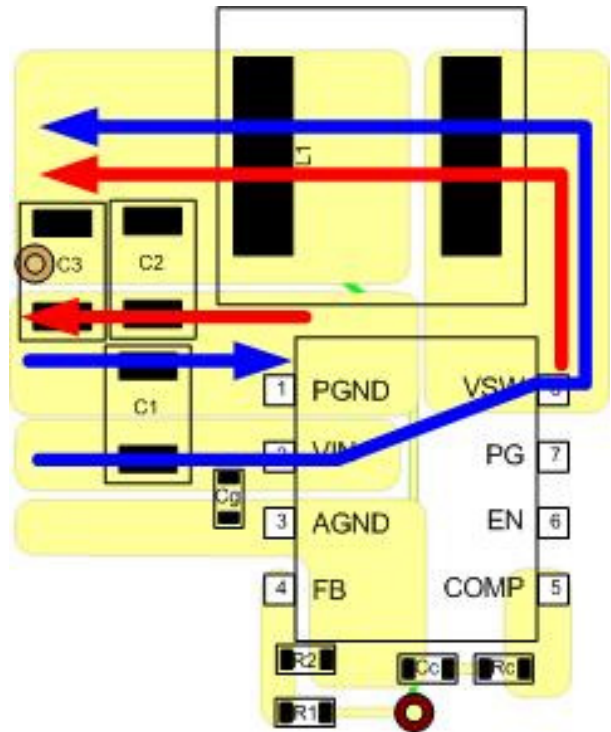 L1
C3
C2
C1
1 PGND
VSW 8
2 VIN
PG 7
Cg
3 AGND
EN 6
4 FB
COMP 5
R2
Cc
Rc
R1